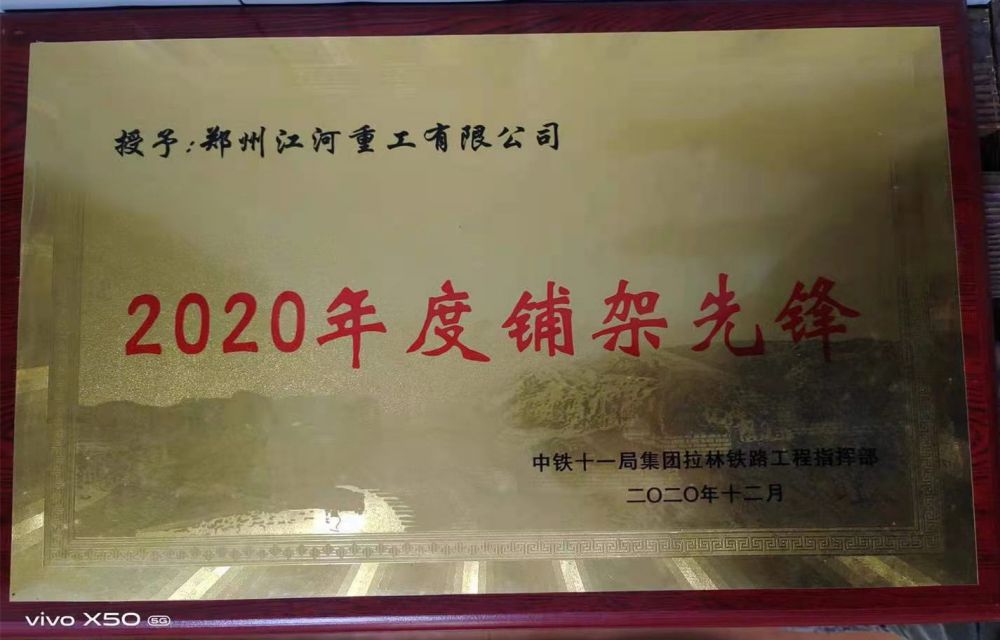 授予:郑州江河重工有限公司
2020年度铺架先锋
中铁十一局集团拉林铁路工程指挥部
二〇二〇年十二月
vivo X50 5G